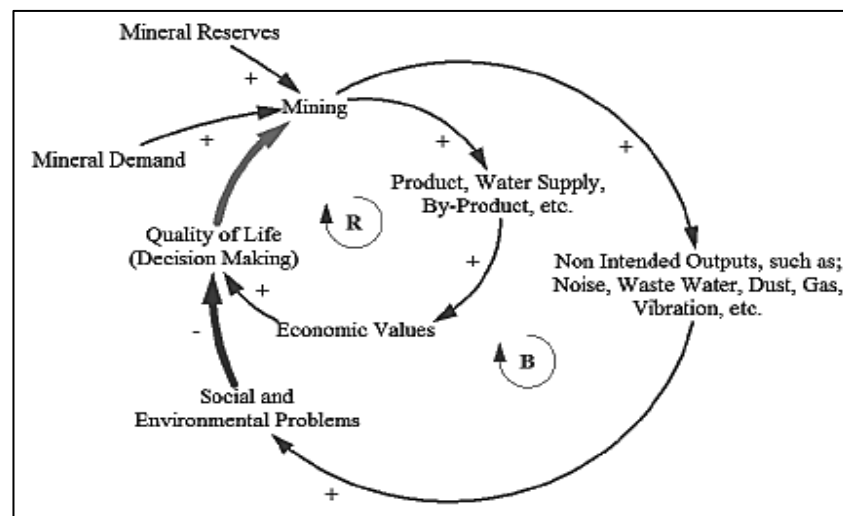 Mineral Reserves
+
Mining
+
Mineral Demand
+
+
Product, Water Supply,
By-Product, etc.
R
Quality of Life
(Decision Making)
Non Intended Outputs, such as;
Noise, Waste Water, Dust, Gas,
Vibration, etc.
+
+
Economic Values
-
B
Social and
Environmental Problems
+